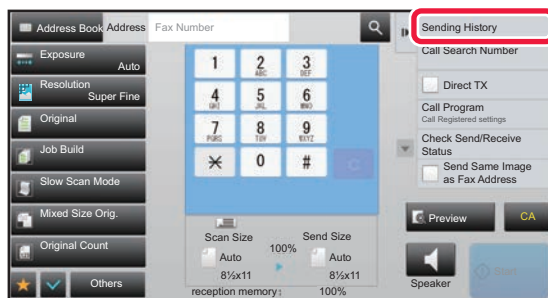 Address Book Address Fax Number
Exposure
Auto
Resolution
Super Fine
Original
Job Build
Slow Scan Mode
Mixed Size Orig.
Original Count
Others
1 2 3
ABC DEF
4 5 6
GHI JKL MNO
7 8 9
PQRS TUV WXYZ
0 # C
Scan Size 100% Send Size
Auto Auto
8½x11 8½x11
reception memory: 100%
Sending History
Call Search Number
Direct TX
Call Program
Call Registered settings
Check Send/Receive
Status
Send Same Image
as Fax Address
Preview CA
Speaker Start